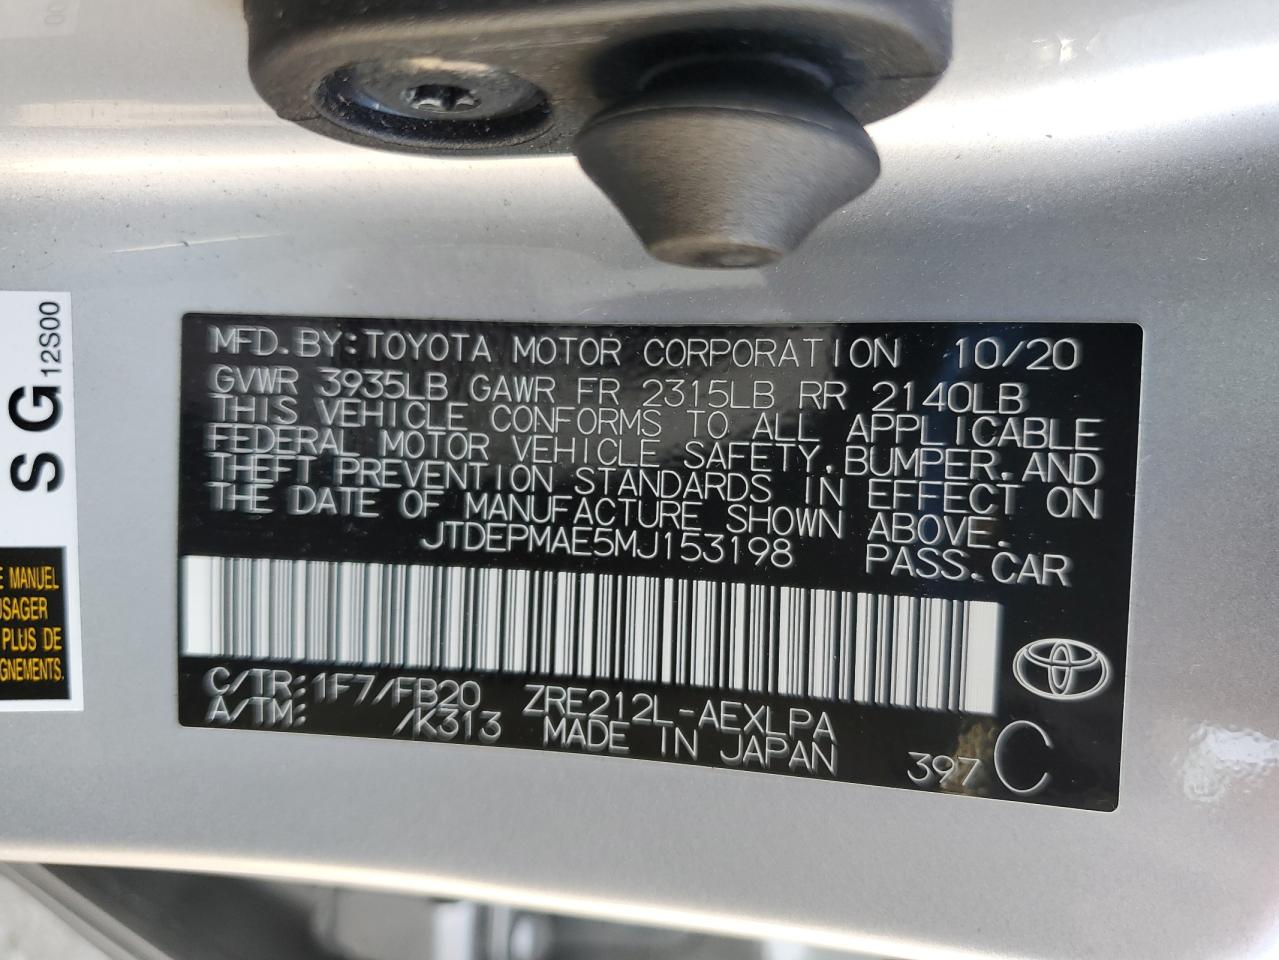 00
SG 12S00
E MANUEL
USAGER
PLUS DE
GNEMENTS.
MFD.BY:TOYOTA MOTOR CORPORATION 10/20
GVWR 3935LB GAWR FR 2315LB RR 2140LB
THIS VEHICLE CONFORMS TO ALL APPLICABLE
FEDERAL MOTOR VEHICLE SAFETY,BUMPER,AND
THEFT PREVENTION STANDARDS IN EFFECT ON
THE DATE OF MANUFACTURE SHOWN ABOVE.
JTDEPMAE5MJ153198 PASS.CAR
C/TR:1F7/FB20 ZRE212L-AEXLPA
A/TM: /K313 MADE IN JAPAN
397 C